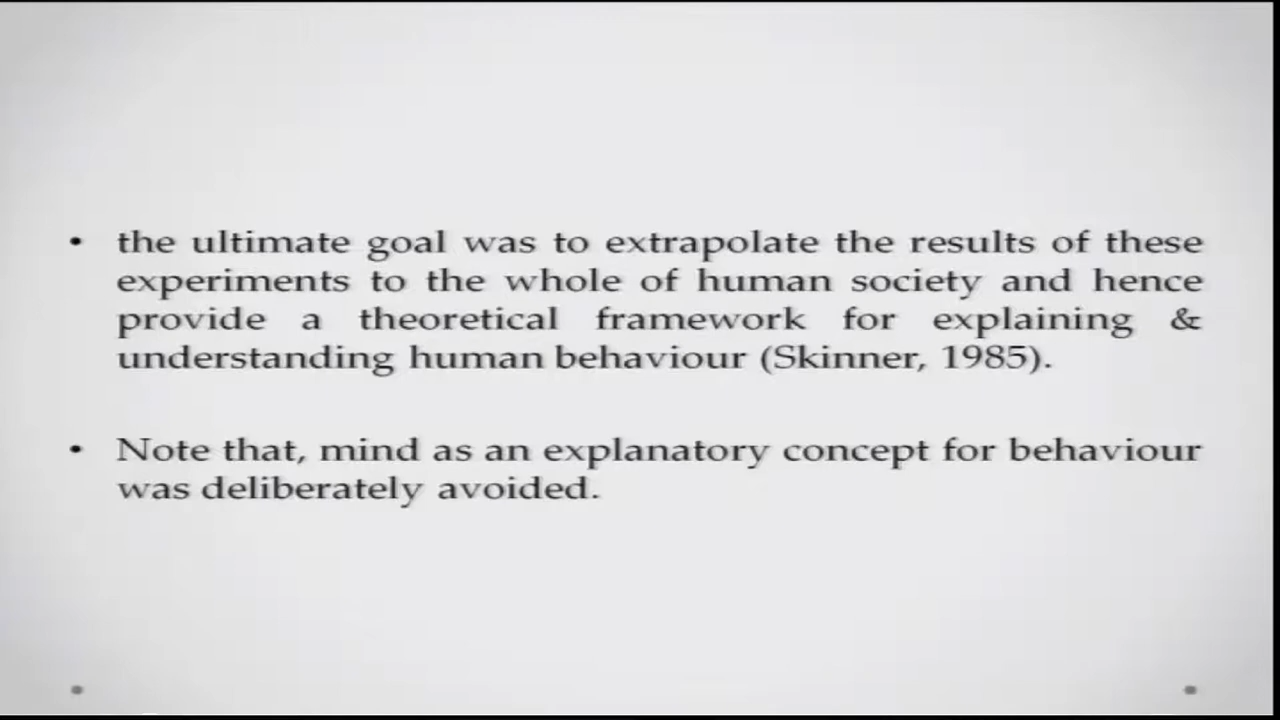 • the ultimate goal was to extrapolate the results of these
experiments to the whole of human society and hence
provide a theoretical framework for explaining &
understanding human behaviour (Skinner, 1985).
• Note that, mind as an explanatory concept for behaviour
was deliberately avoided.